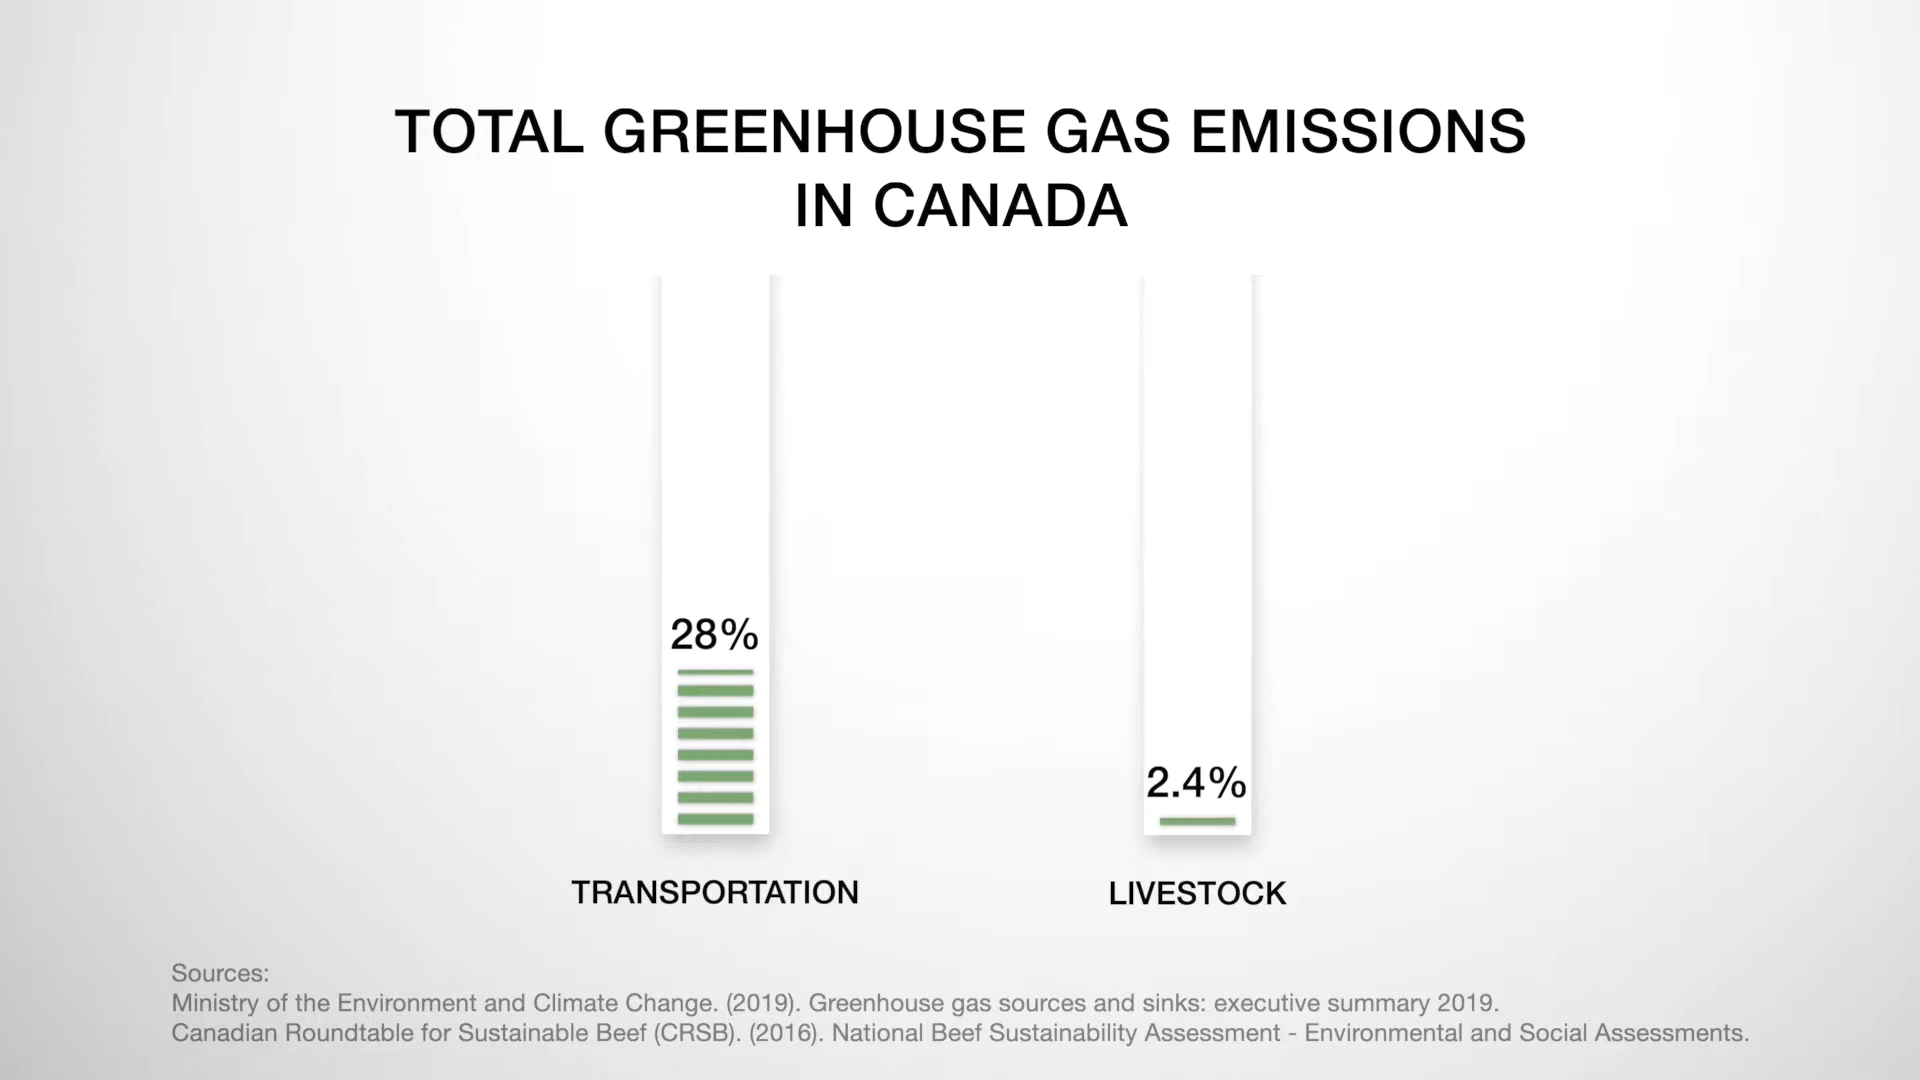 TOTAL GREENHOUSE GAS EMISSIONS
IN CANADA
28%
2.4%
TRANSPORTATION
LIVESTOCK
Sources:
Ministry of the Environment and Climate Change. (2019). Greenhouse gas sources and sinks: executive summary 2019.
Canadian Roundtable for Sustainable Beef (CRSB). (2016). National Beef Sustainability Assessment - Environmental and Social Assessments.